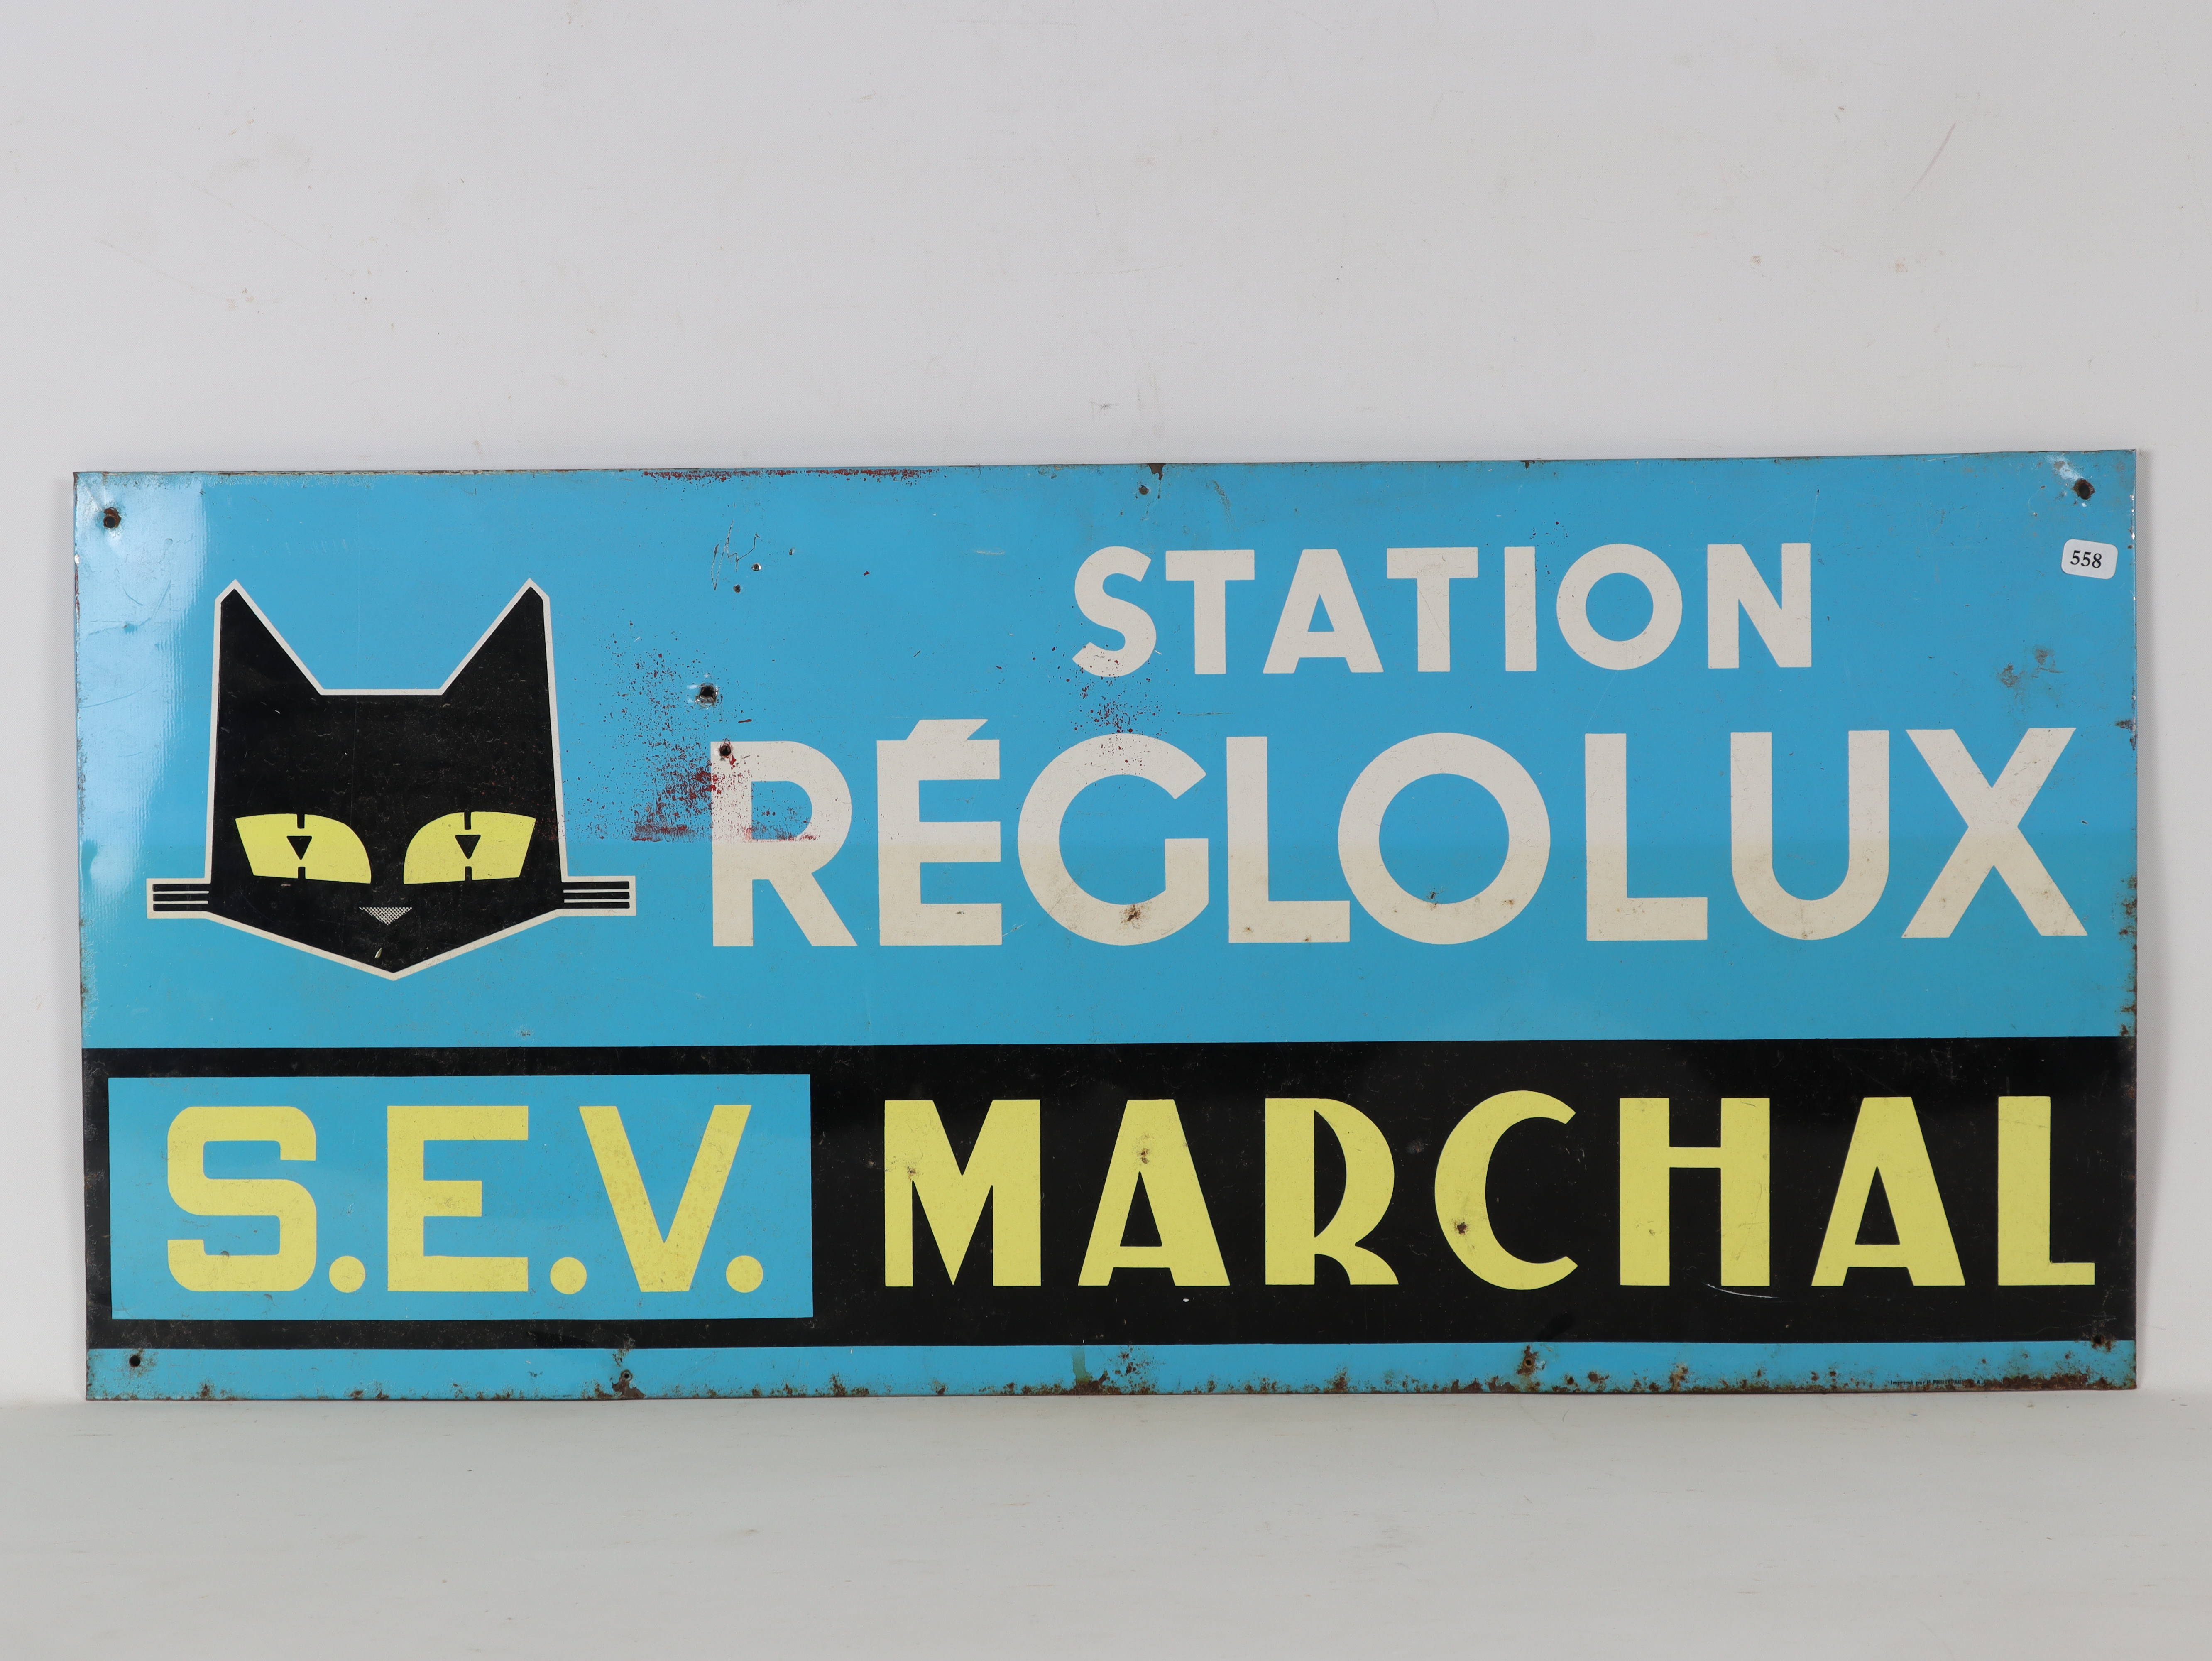 STATION
558
RÉGLOLUX
S.E.V. MARCHAL